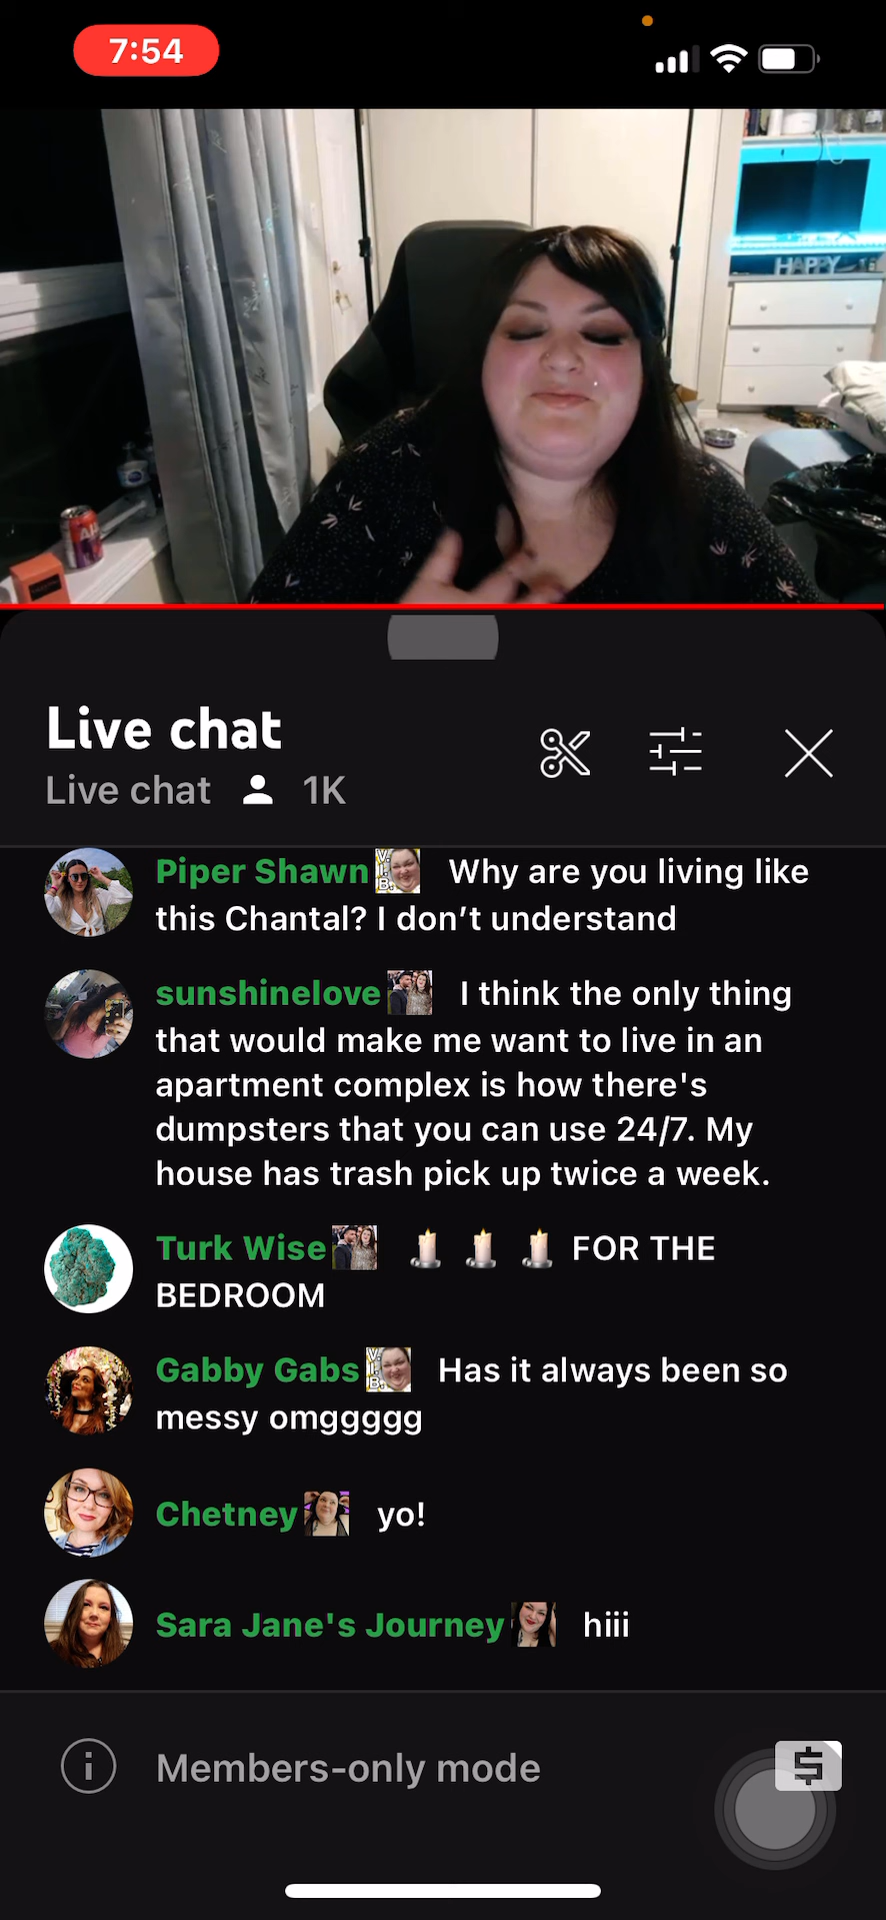 7:54
HAPPY
Live chat
Live chat 1K
Piper Shawn Why are you living like
this Chantal? I don’t understand
sunshinelove I think the only thing
that would make me want to live in an
apartment complex is how there's
dumpsters that you can use 24/7. My
house has trash pick up twice a week.
Turk Wise 🕯️ 🕯️ 🕯️ FOR THE
BEDROOM
Gabby Gabs Has it always been so
messy omggggg
Chetney yo!
Sara Jane's Journey hiii
Members-only mode
$